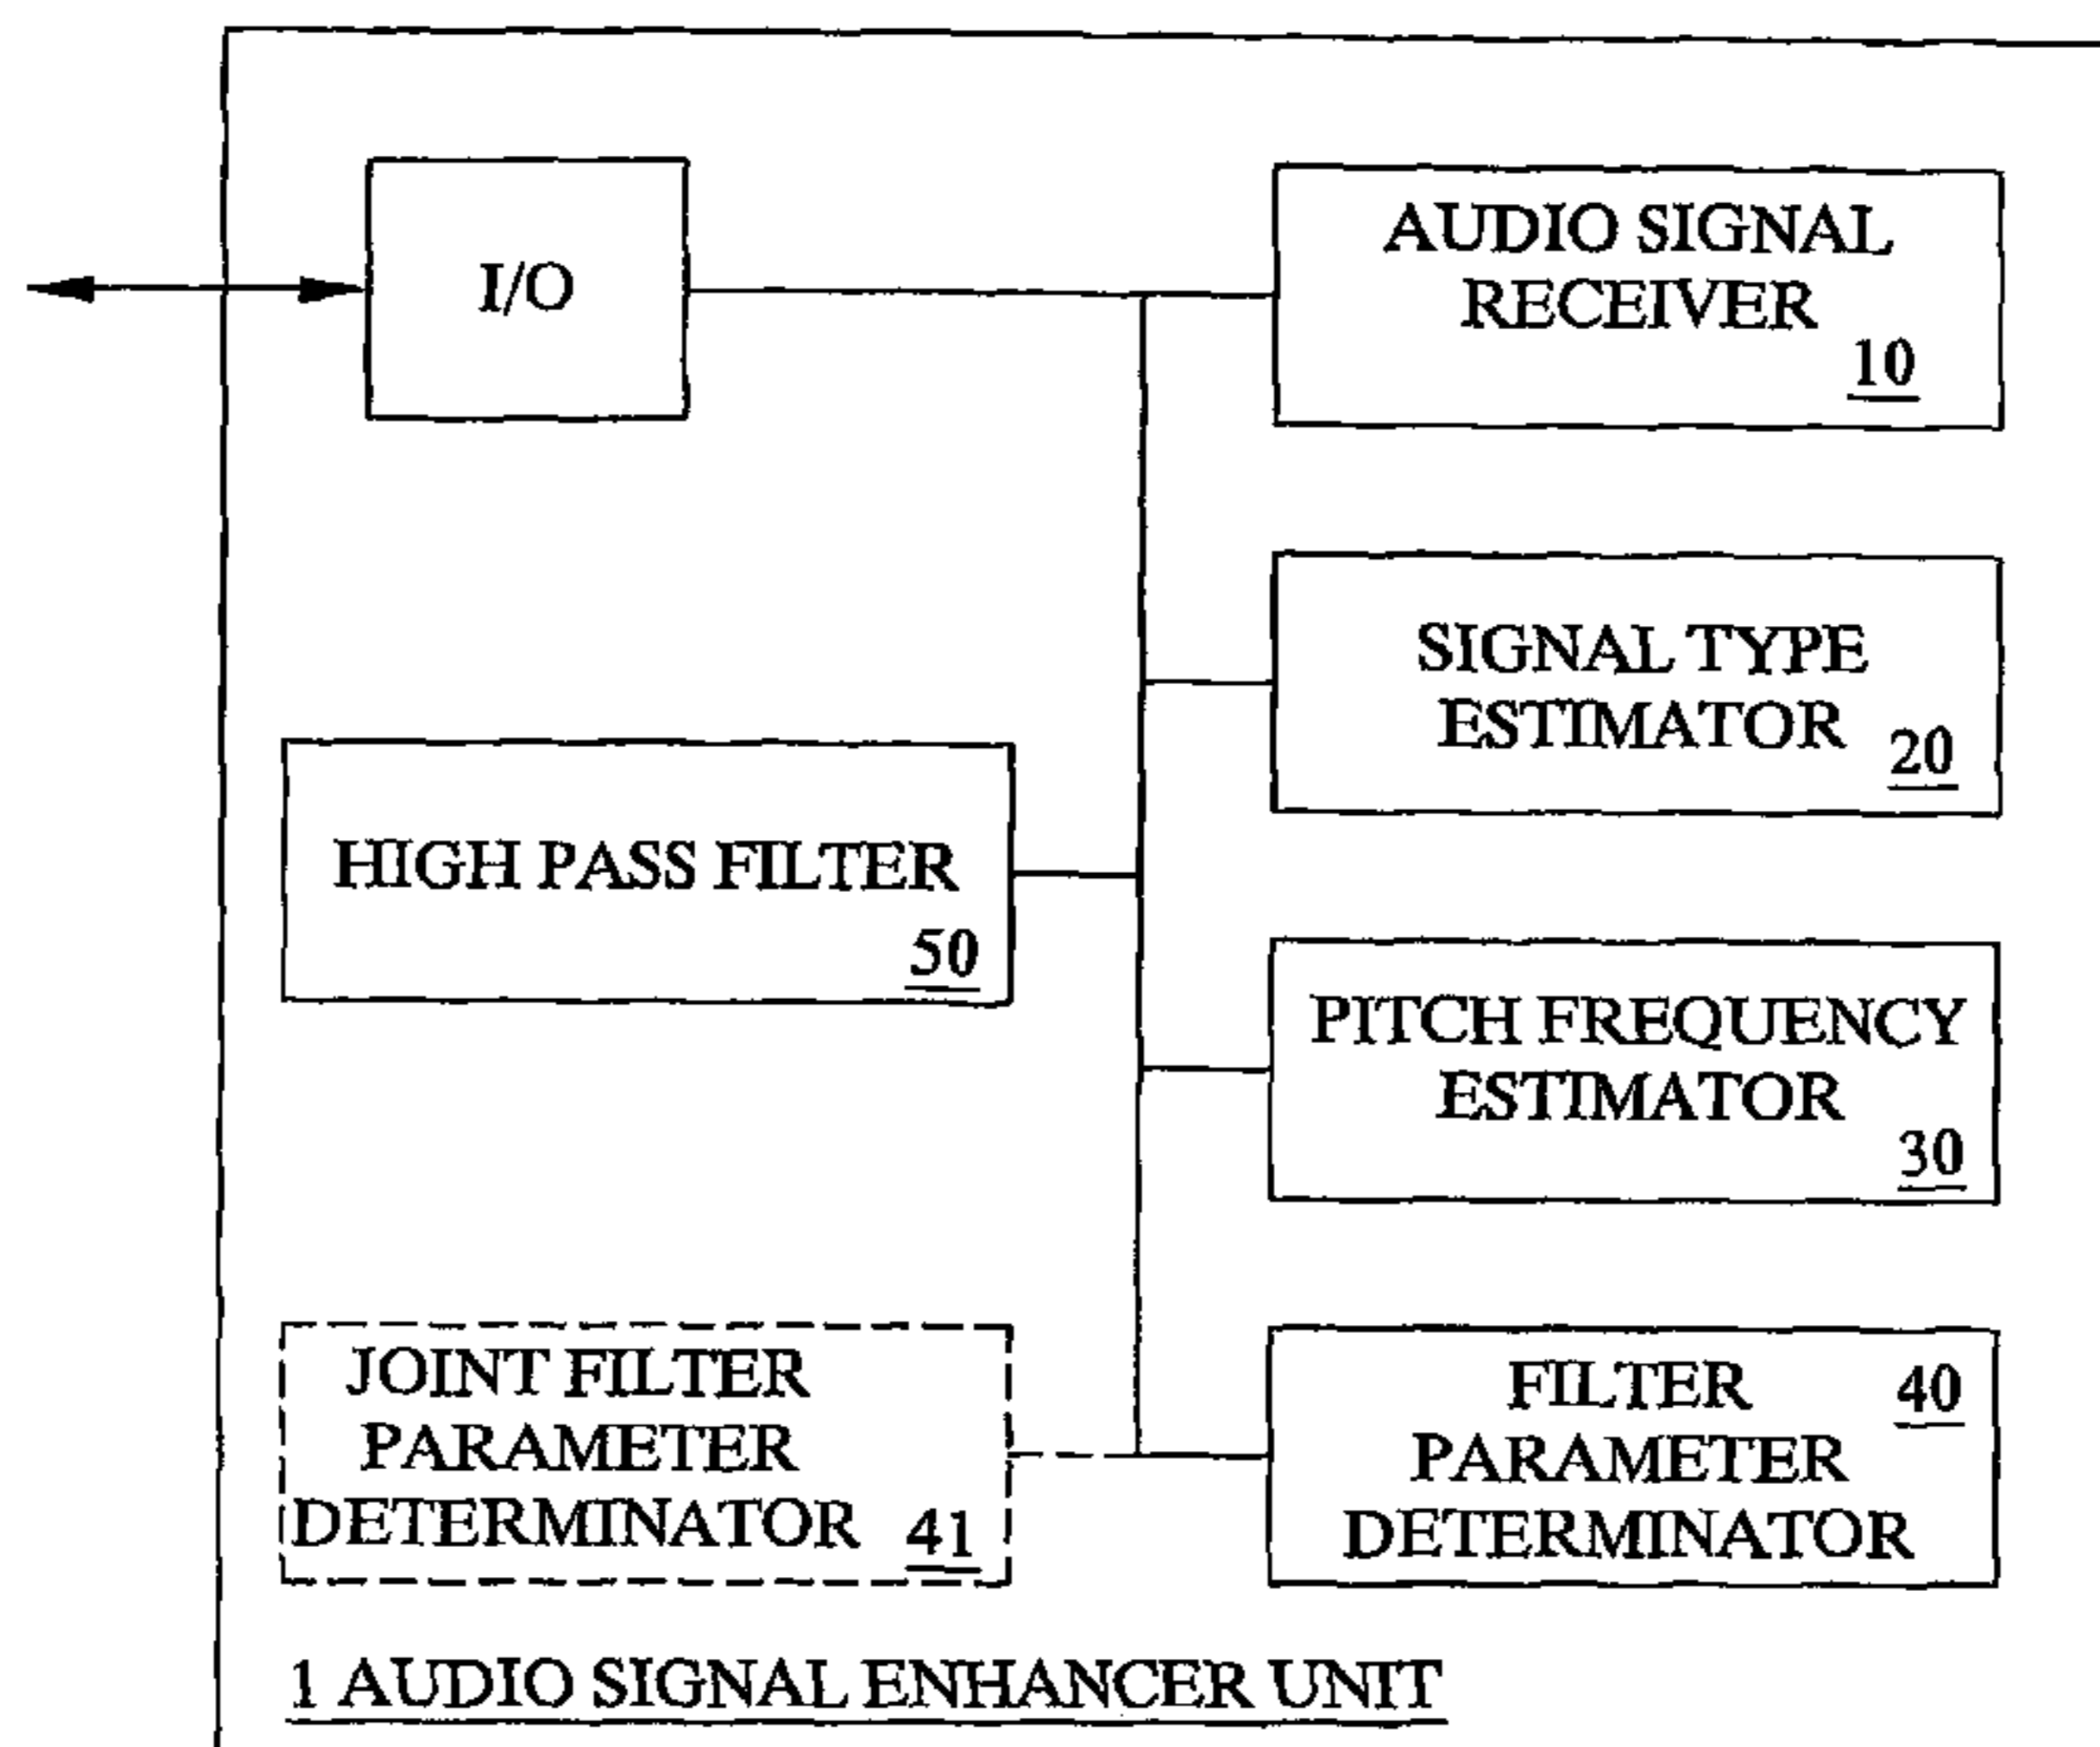 I/O
AUDIO SIGNAL
RECEIVER
10
SIGNAL TYPE
ESTIMATOR
20
HIGH PASS FILTER
50
PITCH FREQUENCY
ESTIMATOR
30
JOINT FILTER
PARAMETER
DETERMINATOR 41
FILTER 40
PARAMETER
DETERMINATOR
1 AUDIO SIGNAL ENHANCER UNIT